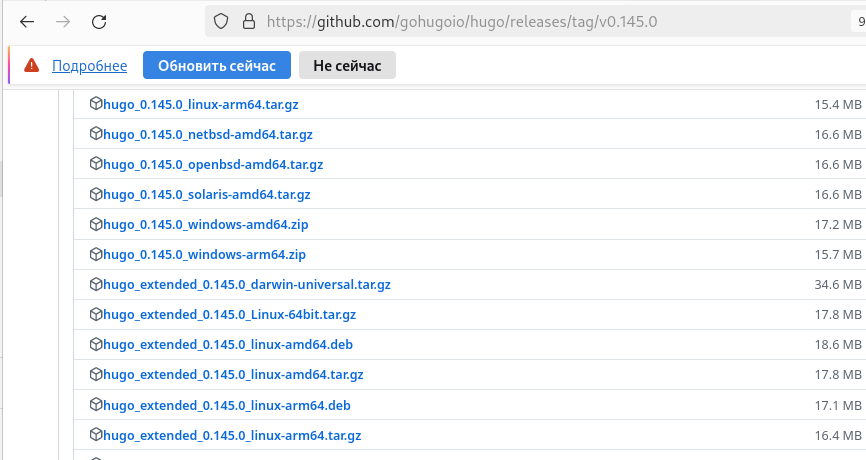 https://github.com/gohugoio/hugo/releases/tag/v0.145.0 9
Подробнее Обновить сейчас Не сейчас
hugo_0.145.0_linux-arm64.tar.gz 15.4 MB
hugo_0.145.0_netbsd-amd64.tar.gz 16.6 MB
hugo_0.145.0_openbsd-amd64.tar.gz 16.6 MB
hugo_0.145.0_solaris-amd64.tar.gz 16.6 MB
hugo_0.145.0_windows-amd64.zip 17.2 MB
hugo_0.145.0_windows-arm64.zip 15.7 MB
hugo_extended_0.145.0_darwin-universal.tar.gz 34.6 MB
hugo_extended_0.145.0_Linux-64bit.tar.gz 17.8 MB
hugo_extended_0.145.0_linux-amd64.deb 18.6 MB
hugo_extended_0.145.0_linux-amd64.tar.gz 17.8 MB
hugo_extended_0.145.0_linux-arm64.deb 17.1 MB
hugo_extended_0.145.0_linux-arm64.tar.gz 16.4 MB